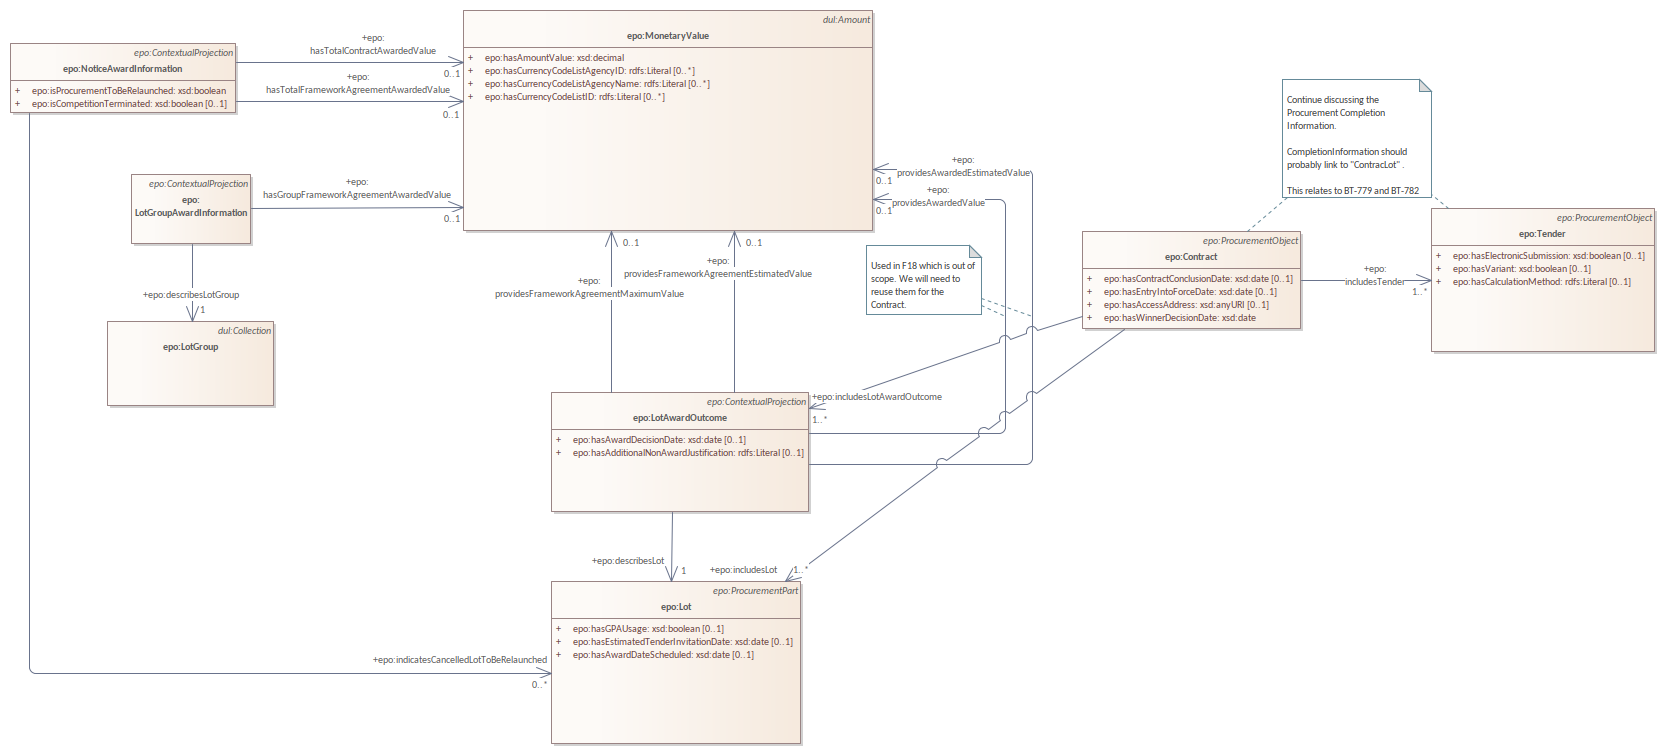 epo:ContextualProjection
epo:NoticeAwardInformation
+ epo:isProcurementToBeRelaunched: xsd:boolean
+ epo:isCompetitionTerminated: xsd:boolean [0..1]
+epo:
hasTotalContractAwardedValue
0..1
+epo:
hasTotalFrameworkAgreementAwardedValue
0..1
dul:Amount
epo:MonetaryValue
+ epo:hasAmountValue: xsd:decimal
+ epo:hasCurrencyCodeListAgencyID: rdfs:Literal [0..*]
+ epo:hasCurrencyCodeListAgencyName: rdfs:Literal [0..*]
+ epo:hasCurrencyCodeListID: rdfs:Literal [0..*]
Continue discussing the
Procurement Completion
Information.
CompletionInformation should
probably link to "ContracLot" .
This relates to BT-779 and BT-782
epo:ContextualProjection
epo:
LotGroupAwardInformation
+epo:
hasGroupFrameworkAgreementAwardedValue
0..1
+epo:
providesAwardedEstimatedValue
0..1
+epo:
providesAwardedValue
0..1
epo:ProcurementObject
epo:Tender
+ epo:hasElectronicSubmission: xsd:boolean [0..1]
+ epo:hasVariant: xsd:boolean [0..1]
+ epo:hasCalculationMethod: rdfs:Literal [0..1]
epo:ProcurementObject
epo:Contract
+ epo:hasContractConclusionDate: xsd:date [0..1]
+ epo:hasEntryIntoForceDate: xsd:date [0..1]
+ epo:hasAccessAddress: xsd:anyURI [0..1]
+ epo:hasWinnerDecisionDate: xsd:date
+epo:
includesTender
1..*
Used in F18 which is out of
scope. We will need to
reuse them for the
Contract.
0..1
0..1
+epo:
providesFrameworkAgreementEstimatedValue
+epo:
providesFrameworkAgreementMaximumValue
+epo:describesLotGroup
1
dul:Collection
epo:LotGroup
+epo:includesLotAwardOutcome
1..*
epo:ContextualProjection
epo:LotAwardOutcome
+ epo:hasAwardDecisionDate: xsd:date [0..1]
+ epo:hasAdditionalNonAwardJustification: rdfs:Literal [0..1]
+epo:describesLot
1
+epo:includesLot
1..*
epo:ProcurementPart
epo:Lot
+ epo:hasGPAUsage: xsd:boolean [0..1]
+ epo:hasEstimatedTenderInvitationDate: xsd:date [0..1]
+ epo:hasAwardDateScheduled: xsd:date [0..1]
+epo:indicatesCancelledLotToBeRelaunched
0..*